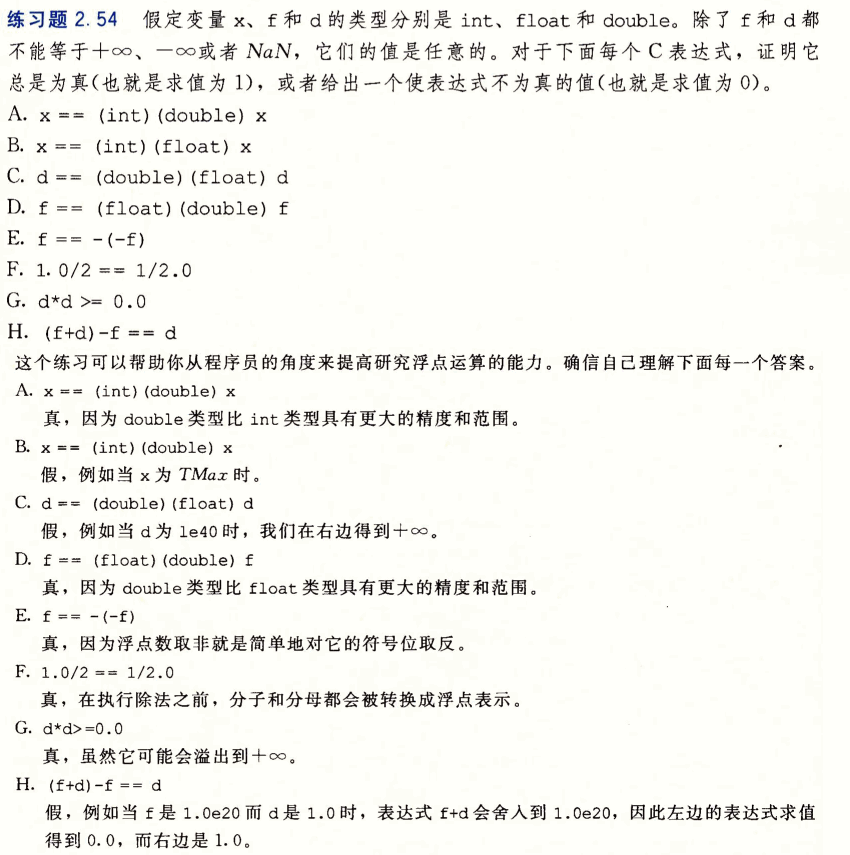 练习题 2.54 假定变量 x、f 和 d 的类型分别是 int、float 和 double。除了 f 和 d 都
不能等于+∞、-∞或者 NaN，它们的值是任意的。对于下面每个 C 表达式，证明它
总是为真(也就是求值为 1)，或者给出一个使表达式不为真的值(也就是求值为 0)。
A. x == (int)(double) x
B. x == (int)(float) x
C. d == (double)(float) d
D. f == (float)(double) f
E. f == -(-f)
F. 1.0/2 == 1/2.0
G. d*d >= 0.0
H. (f+d)-f == d
这个练习可以帮助你从程序员的角度来提高研究浮点运算的能力。确信自己理解下面每一个答案。
A. x == (int)(double) x
真，因为 double 类型比 int 类型具有更大的精度和范围。
B. x == (int)(double) x
假，例如当 x 为 TMax 时。
C. d == (double)(float) d
假，例如当 d 为 1e40 时，我们在右边得到+∞。
D. f == (float)(double) f
真，因为 double 类型比 float 类型具有更大的精度和范围。
E. f == -(-f)
真，因为浮点数取非就是简单地对它的符号位取反。
F. 1.0/2 == 1/2.0
真，在执行除法之前，分子和分母都会被转换成浮点表示。
G. d*d>=0.0
真，虽然它可能会溢出到+∞。
H. (f+d)-f == d
假，例如当 f 是 1.0e20 而 d 是 1.0 时，表达式 f+d 会舍入到 1.0e20，因此左边的表达式求值
得到 0.0，而右边是 1.0。